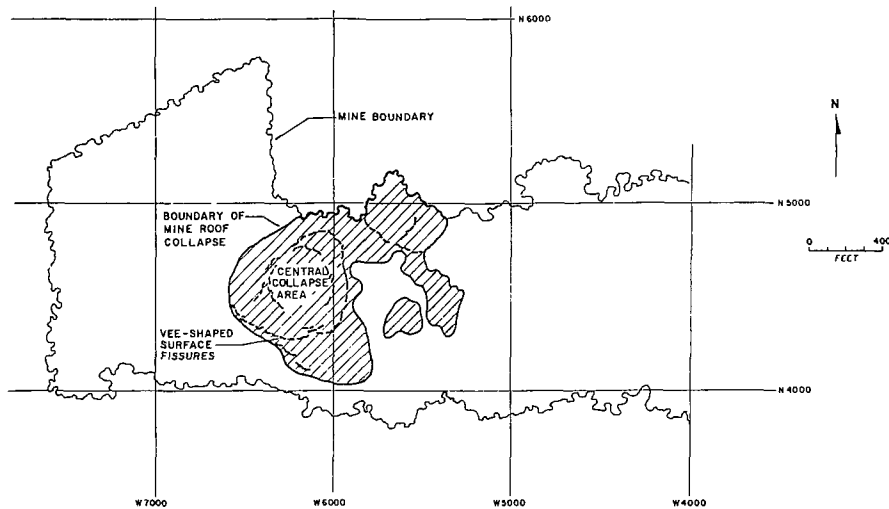 N6000
MINE BOUNDARY
N
N5000
BOUNDARY OF
MINE ROOF
COLLAPSE
0 400
FEET
CENTRAL
COLLAPSE
AREA
VEE-SHAPED
SURFACE
FISSURES
N4000
W7000 W6000 W5000 W4000